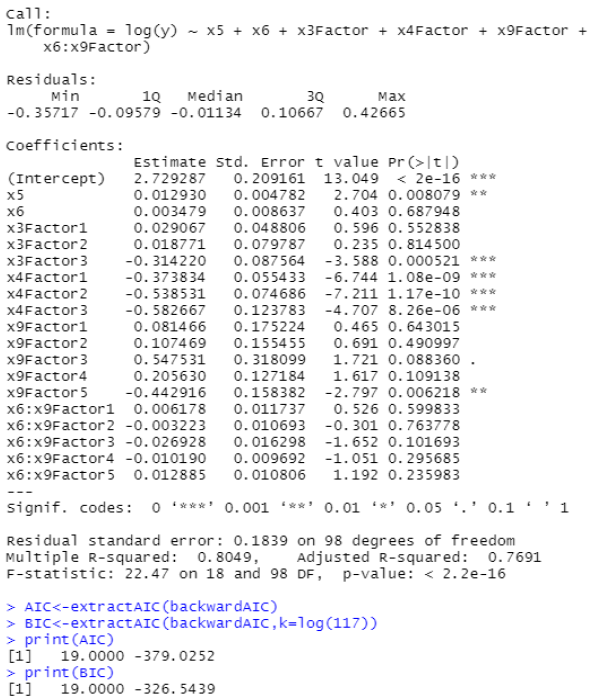 Call:
lm(formula = log(y) ~ x5 + x6 + x3Factor + x4Factor + x9Factor +
    x6:x9Factor)
Residuals:
     Min       1Q   Median       3Q      Max
-0.35717 -0.09579 -0.01134  0.10667  0.42665
Coefficients:
             Estimate Std. Error t value Pr(>|t|)
(Intercept)  2.729287   0.209161  13.049  < 2e-16 ***
x5           0.012930   0.004782   2.704 0.008079 **
x6           0.003479   0.008637   0.403 0.687948
x3Factor1    0.029067   0.048806   0.596 0.552838
x3Factor2    0.018771   0.079787   0.235 0.814500
x3Factor3   -0.314220   0.087564  -3.588 0.000521 ***
x4Factor1   -0.373834   0.055433  -6.744 1.08e-09 ***
x4Factor2   -0.538531   0.074686  -7.211 1.17e-10 ***
x4Factor3   -0.582667   0.123783  -4.707 8.26e-06 ***
x9Factor1    0.081466   0.175224   0.465 0.643015
x9Factor2    0.107469   0.155455   0.691 0.490997
x9Factor3    0.547531   0.318099   1.721 0.088360 .
x9Factor4    0.205630   0.127184   1.617 0.109138
x9Factor5   -0.442916   0.158382  -2.797 0.006218 **
x6:x9Factor1 0.006178   0.011737   0.526 0.599833
x6:x9Factor2 -0.003223   0.010693  -0.301 0.763778
x6:x9Factor3 -0.026928   0.016298  -1.652 0.101693
x6:x9Factor4 -0.010190   0.009692  -1.051 0.295685
x6:x9Factor5 0.012885   0.010806   1.192 0.235983
---
Signif. codes:  0 ‘***’ 0.001 ‘**’ 0.01 ‘*’ 0.05 ‘.’ 0.1 ‘ ’ 1
Residual standard error: 0.1839 on 98 degrees of freedom
Multiple R-squared:  0.8049,    Adjusted R-squared:  0.7691
F-statistic: 22.47 on 18 and 98 DF,  p-value: < 2.2e-16
> AIC<-extractAIC(backwardAIC)
> BIC<-extractAIC(backwardAIC,k=log(117))
> print(AIC)
[1]   19.0000 -379.0252
> print(BIC)
[1]   19.0000 -326.5439